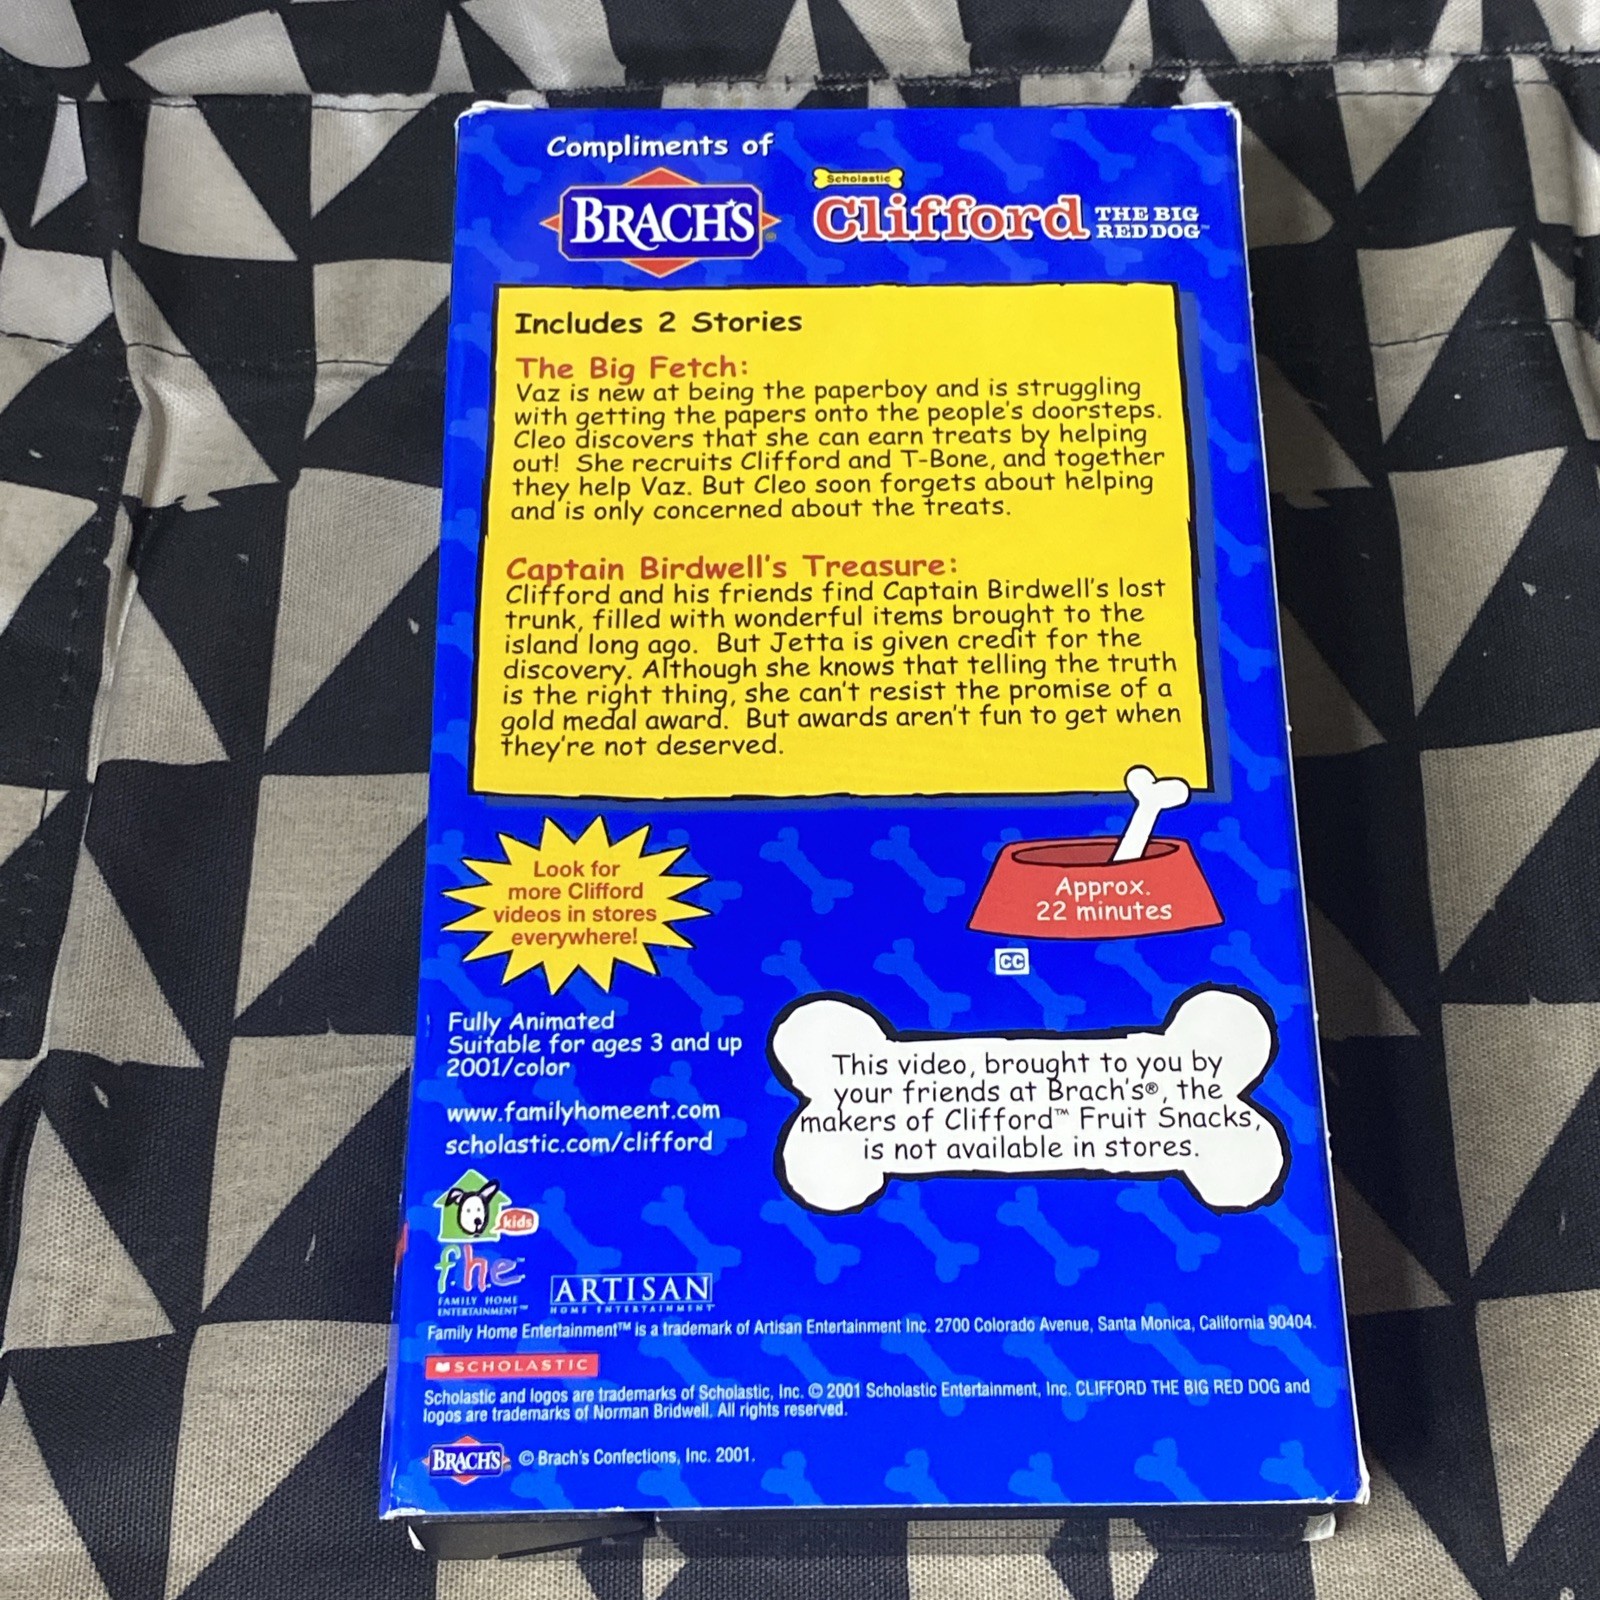 Compliments of
BRACH'S®
Scholastic
Clifford THE BIG RED DOG™
Includes 2 Stories
The Big Fetch:
Vaz is new at being the paperboy and is struggling
with getting the papers onto the people's doorsteps.
Cleo discovers that she can earn treats by helping
out! She recruits Clifford and T-Bone, and together
they help Vaz. But Cleo soon forgets about helping
and is only concerned about the treats.
Captain Birdwell's Treasure:
Clifford and his friends find Captain Birdwell's lost
trunk, filled with wonderful items brought to the
island long ago. But Jetta is given credit for the
discovery. Although she knows that telling the truth
is the right thing, she can't resist the promise of a
gold medal award. But awards aren't fun to get when
they're not deserved.
Look for
more Clifford
videos in stores
everywhere!
Approx.
22 minutes
CC
Fully Animated
Suitable for ages 3 and up
2001/color
www.familyhomeent.com
scholastic.com/clifford
This video, brought to you by
your friends at Brach's®, the
makers of Clifford™ Fruit Snacks,
is not available in stores.
kids
f.h.e™
FAMILY HOME
ENTERTAINMENT™
ARTISAN
HOME ENTERTAINMENT™
Family Home Entertainment™ is a trademark of Artisan Entertainment Inc. 2700 Colorado Avenue, Santa Monica, California 90404.
SCHOLASTIC
Scholastic and logos are trademarks of Scholastic, Inc. © 2001 Scholastic Entertainment, Inc. CLIFFORD THE BIG RED DOG and
logos are trademarks of Norman Bridwell. All rights reserved.
BRACH'S © Brach's Confections, Inc. 2001.